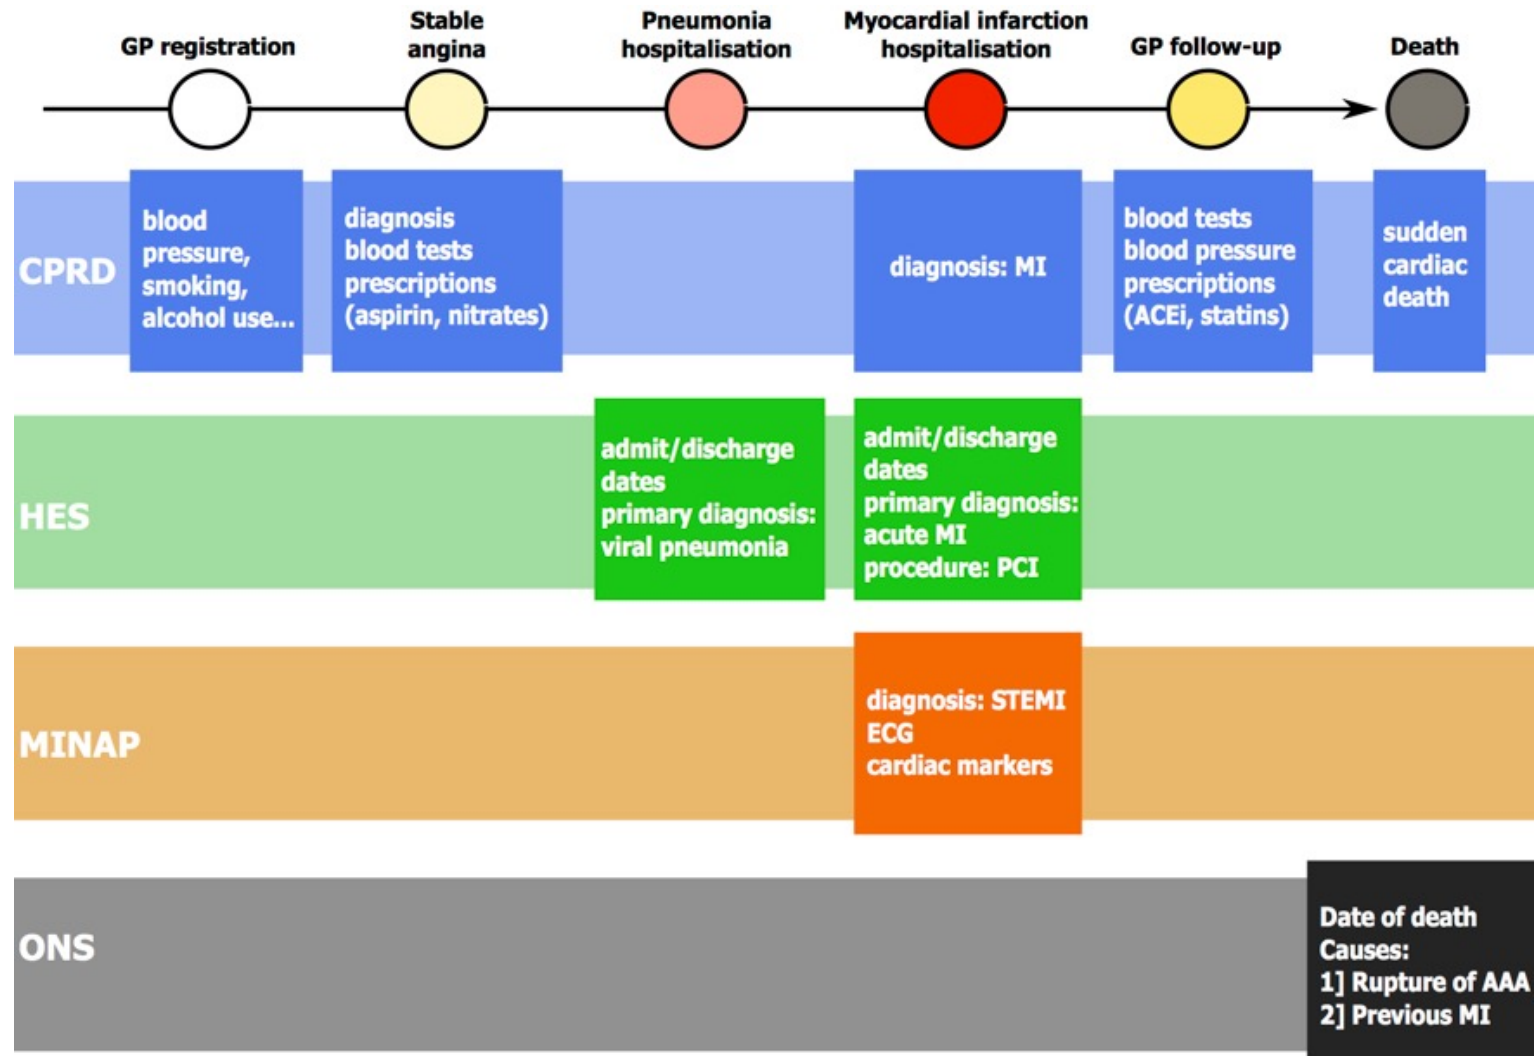 GP registration
Stable
angina
Pneumonia
hospitalisation
Myocardial infarction
hospitalisation
GP follow-up
Death
CPRD
blood
pressure,
smoking,
alcohol use...
diagnosis
blood tests
prescriptions
(aspirin, nitrates)
diagnosis: MI
blood tests
blood pressure
prescriptions
(ACEi, statins)
sudden
cardiac
death
HES
admit/discharge
dates
primary diagnosis:
viral pneumonia
admit/discharge
dates
primary diagnosis:
acute MI
procedure: PCI
MINAP
diagnosis: STEMI
ECG
cardiac markers
ONS
Date of death
Causes:
1] Rupture of AAA
2] Previous MI